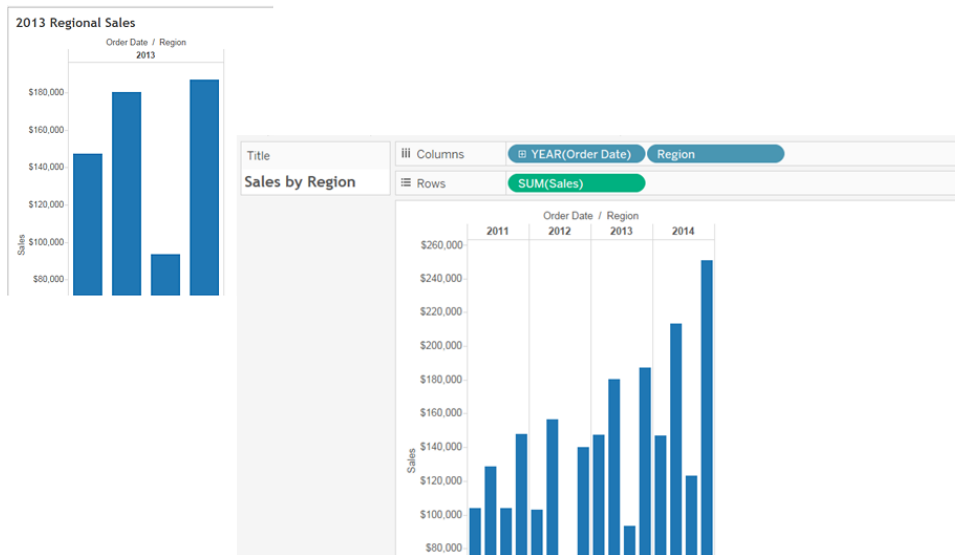 2013 Regional Sales
Order Date / Region
2013
$180,000
$160,000
$140,000
$120,000
$100,000
$80,000
Sales
Title
Sales by Region
Columns
YEAR(Order Date)
Region
Rows
SUM(Sales)
Order Date / Region
2011 2012 2013 2014
$260,000
$240,000
$220,000
$200,000
$180,000
$160,000
$140,000
$120,000
$100,000
$80,000
Sales